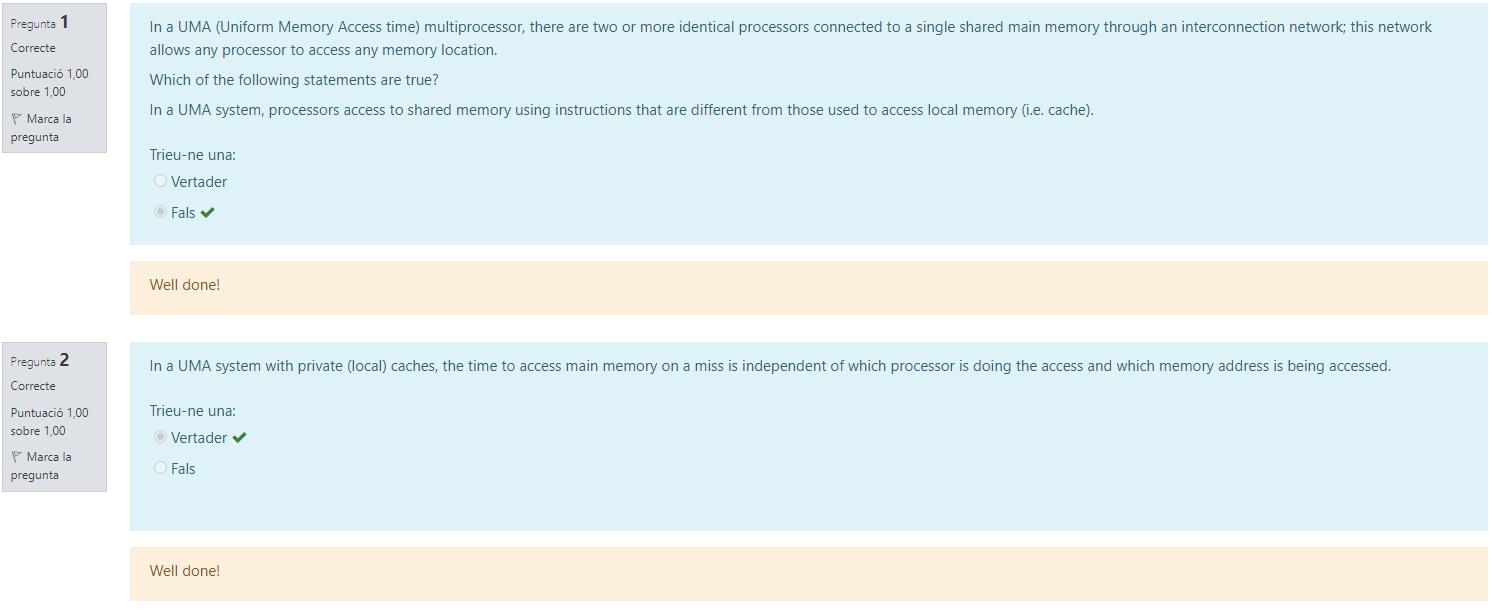 Pregunta 1
Correcte
Puntuació 1,00
sobre 1,00
Marca la
pregunta
In a UMA (Uniform Memory Access time) multiprocessor, there are two or more identical processors connected to a single shared main memory through an interconnection network; this network
allows any processor to access any memory location.
Which of the following statements are true?
In a UMA system, processors access to shared memory using instructions that are different from those used to access local memory (i.e. cache).
Trieu-ne una:
Vertader
Fals
Well done!
Pregunta 2
Correcte
Puntuació 1,00
sobre 1,00
Marca la
pregunta
In a UMA system with private (local) caches, the time to access main memory on a miss is independent of which processor is doing the access and which memory address is being accessed.
Trieu-ne una:
Vertader
Fals
Well done!